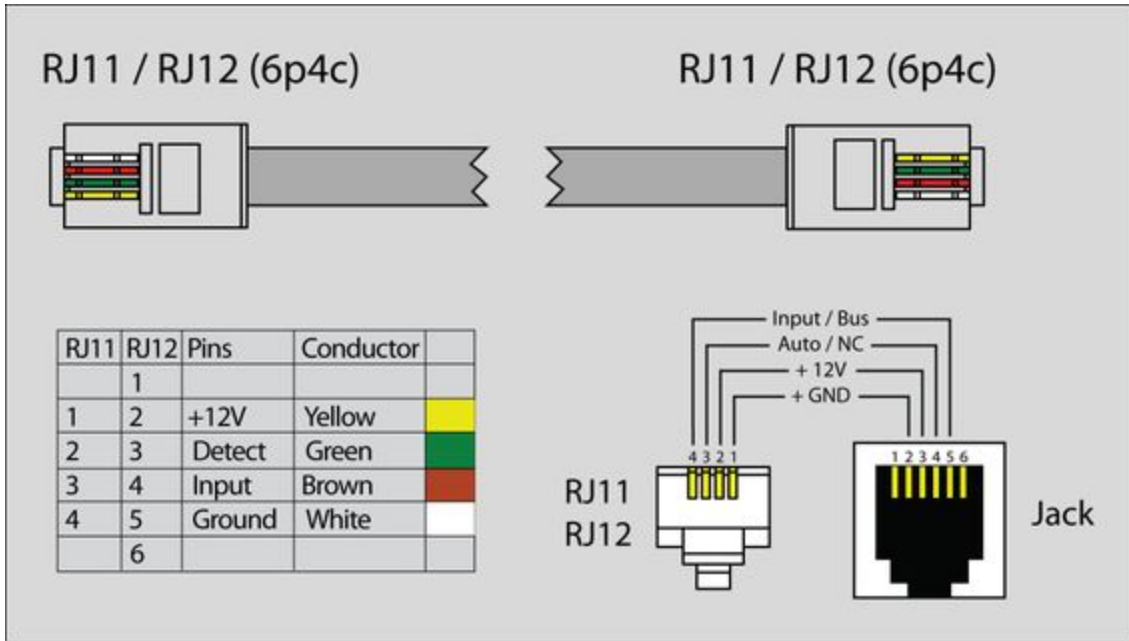 RJ11 / RJ12 (6p4c)
RJ11 / RJ12 (6p4c)
RJ11 RJ12 Pins Conductor
1
1 2 +12V Yellow
2 3 Detect Green
3 4 Input Brown
4 5 Ground White
6
Input / Bus
Auto / NC
+ 12V
+ GND
4 3 2 1
1 2 3 4 5 6
RJ11
RJ12
Jack